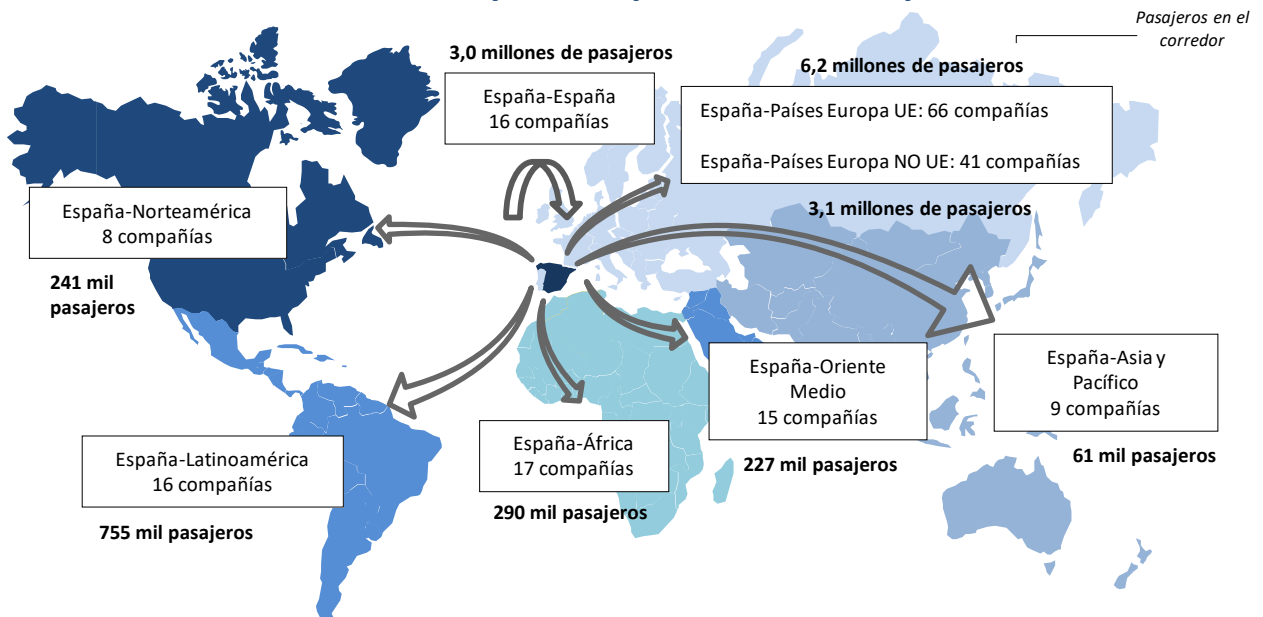 Pasajeros en el
corredor
3,0 millones de pasajeros
España-España
16 compañías
6,2 millones de pasajeros
España-Países Europa UE: 66 compañías
España-Países Europa NO UE: 41 compañías
3,1 millones de pasajeros
España-Norteamérica
8 compañías
241 mil
pasajeros
España-Latinoamérica
16 compañías
755 mil pasajeros
España-África
17 compañías
290 mil pasajeros
España-Oriente
Medio
15 compañías
227 mil pasajeros
España-Asia y
Pacífico
9 compañías
61 mil pasajeros